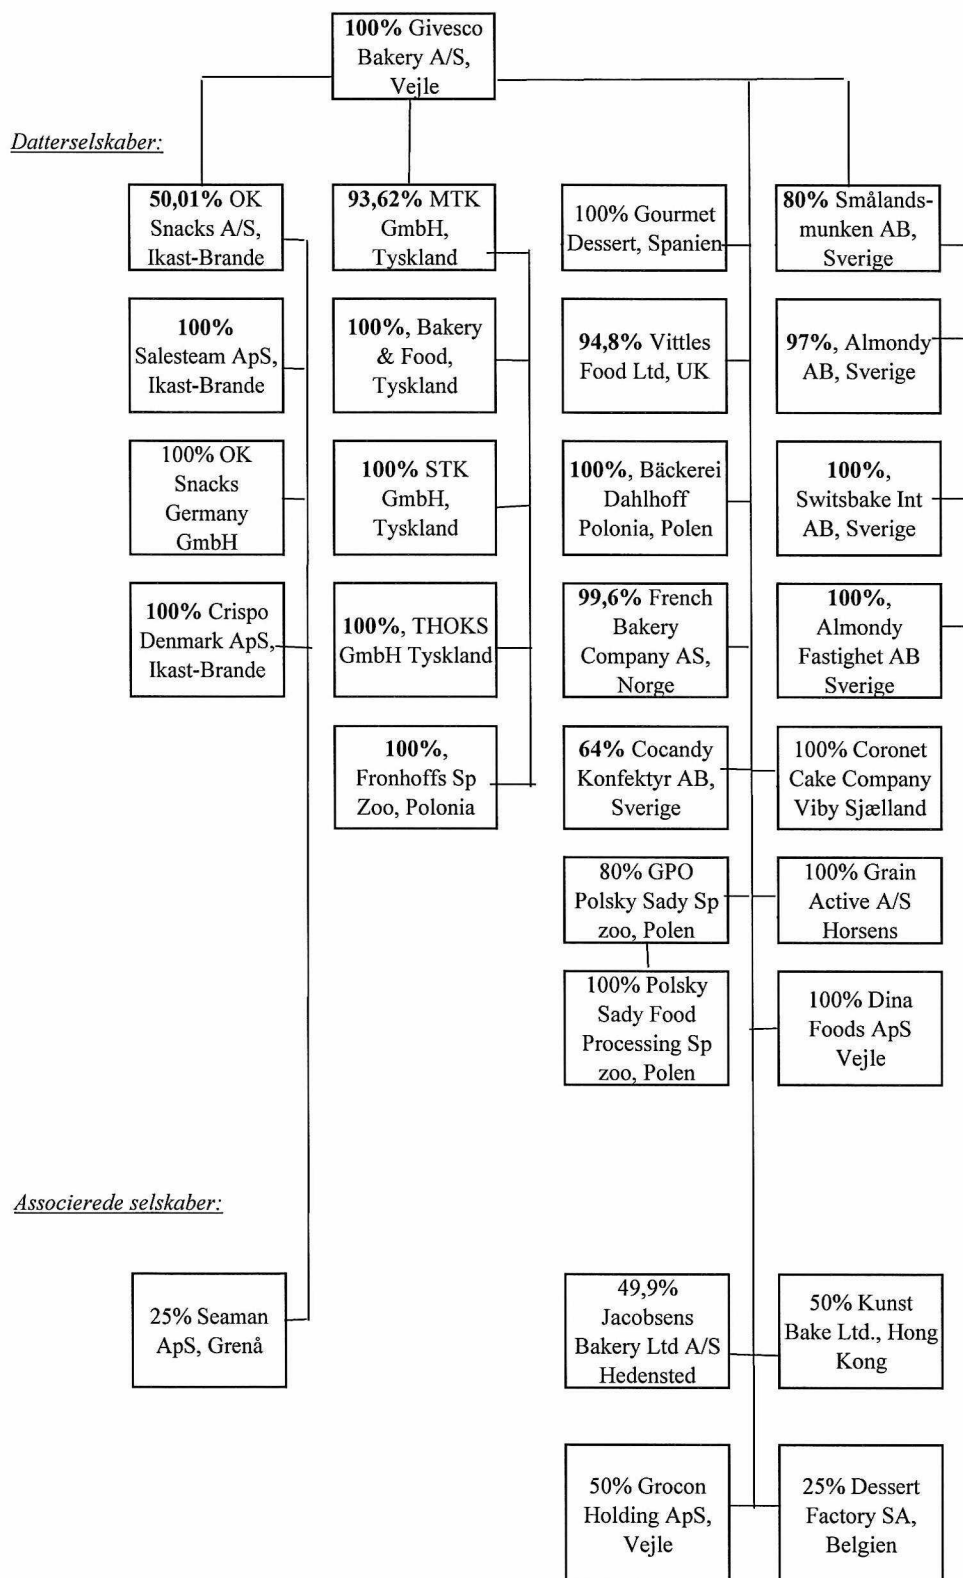 100% Givesco
Bakery A/S,
Vejle
Datterselskaber:
50,01% OK
Snacks A/S,
Ikast-Brande
93,62% MTK
GmbH,
Tyskland
100% Gourmet
Dessert, Spanien
80% Smålands-
munken AB,
Sverige
100%
Salesteam ApS,
Ikast-Brande
100%, Bakery
& Food,
Tyskland
94,8% Vittles
Food Ltd, UK
97%, Almondy
AB, Sverige
100% OK
Snacks
Germany
GmbH
100% STK
GmbH,
Tyskland
100%, Bäckerei
Dahlhoff
Polonia, Polen
100%,
Switsbake Int
AB, Sverige
100% Crispo
Denmark ApS,
Ikast-Brande
100%, THOKS
GmbH Tyskland
99,6% French
Bakery
Company AS,
Norge
100%,
Almondy
Fastighet AB
Sverige
100%,
Fronhoffs Sp
Zoo, Polonia
64% Cocandy
Konfektyr AB,
Sverige
100% Coronet
Cake Company
Viby Sjælland
80% GPO
Polsky Sady Sp
zoo, Polen
100% Grain
Active A/S
Horsens
100% Polsky
Sady Food
Processing Sp
zoo, Polen
100% Dina
Foods ApS
Vejle
Associerede selskaber:
25% Seaman
ApS, Grenå
49,9%
Jacobsens
Bakery Ltd A/S
Hedensted
50% Kunst
Bake Ltd., Hong
Kong
50% Grocon
Holding ApS,
Vejle
25% Dessert
Factory SA,
Belgien